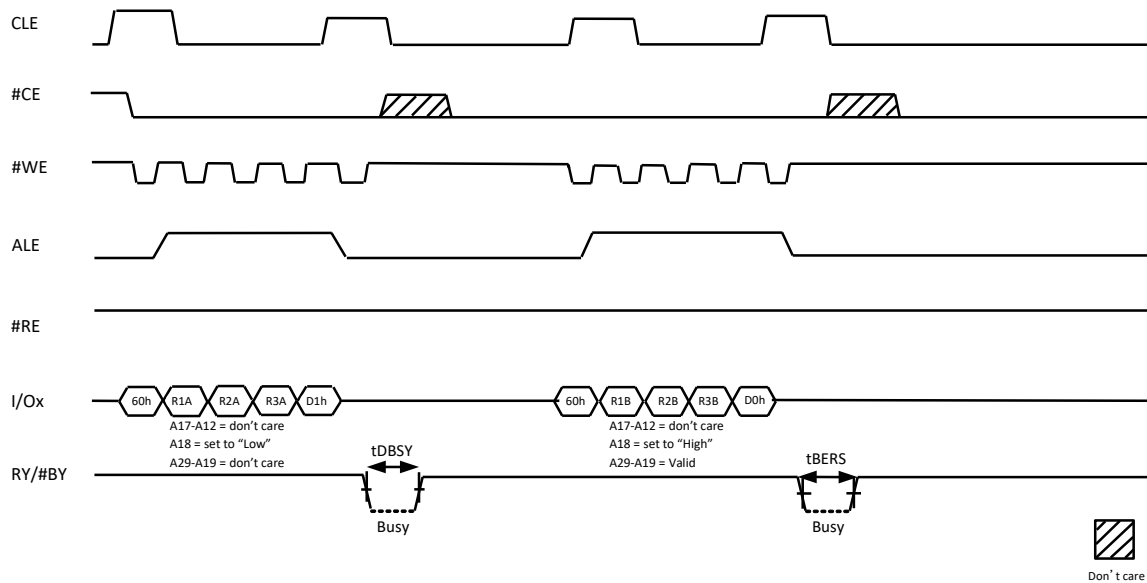 CLE
#CE
#WE
ALE
#RE
I/Ox
60h R1A R2A R3A D1h
60h R1B R2B R3B D0h
A17-A12 = don't care
A18 = set to "Low"
A29-A19 = don't care
A17-A12 = don't care
A18 = set to "High"
A29-A19 = Valid
RY/#BY
tDBSY
Busy
tBERS
Busy
Don't care